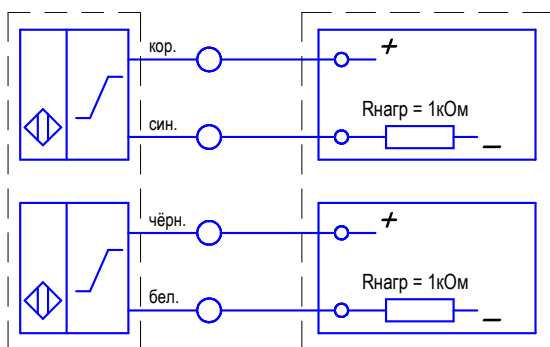 кор.
+
Rнагр = 1кОм
син.
–
чёрн.
+
Rнагр = 1кОм
бел.
–